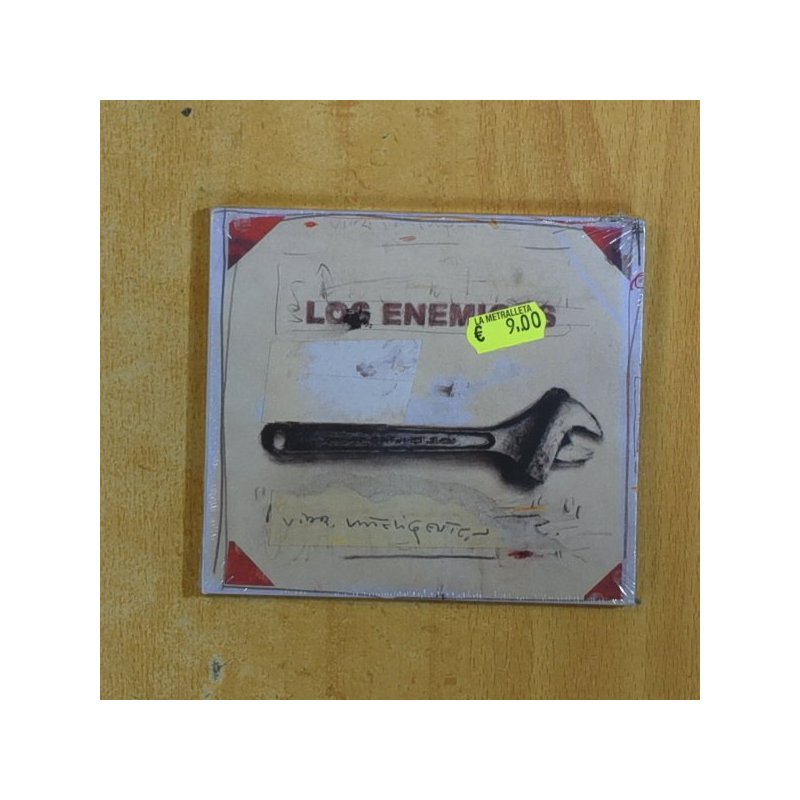 LOS ENEMIGOS
LA METRALLETA
€ 9,00
"VIDA INTELIGENTE"